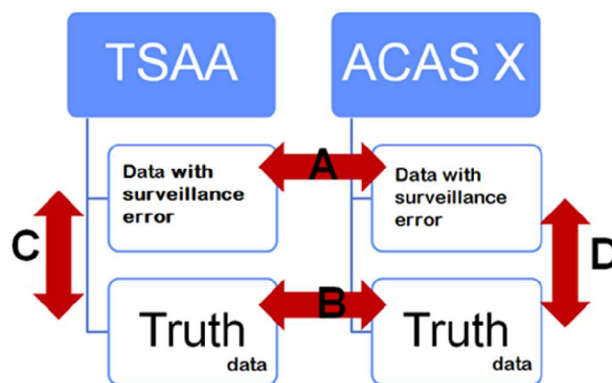 TSAA
ACAS X
Data with
surveillance
error
A
Data with
surveillance
error
C
D
Truth
data
B
Truth
data